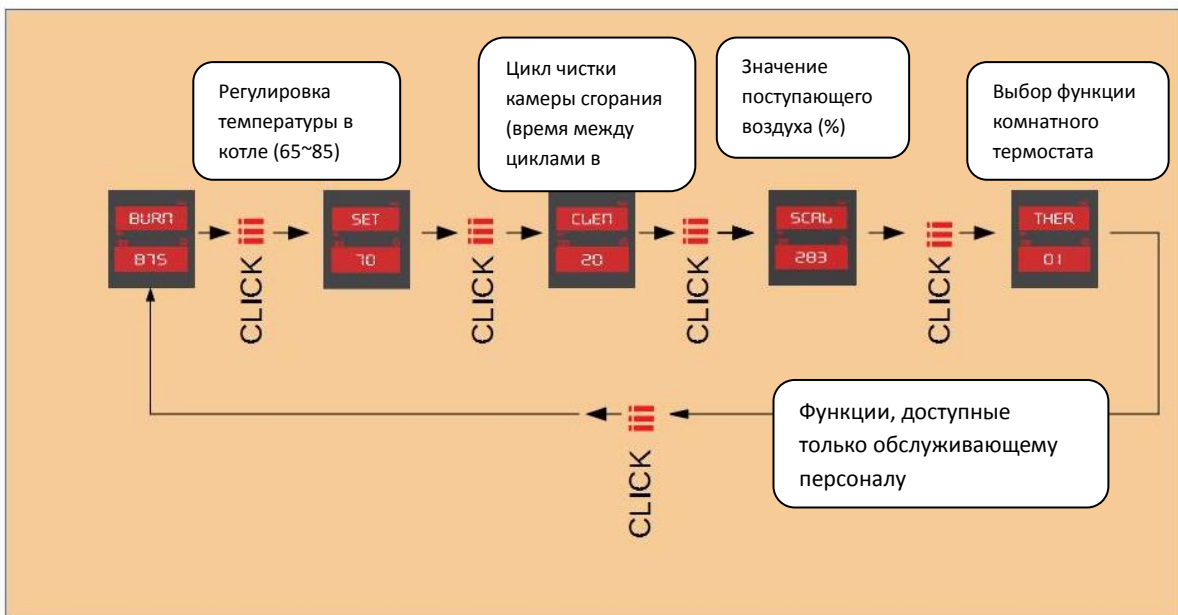 Регулировка
температуры в
котле (65~85)
Цикл чистки
камеры сгорания
(время между
циклами в
Значение
поступающего
воздуха (%)
Выбор функции
комнатного
термостата
BURN
875
CLICK
SET
70
CLICK
CLEN
20
CLICK
SCAL
283
CLICK
THER
01
CLICK
Функции, доступные
только обслуживающему
персоналу